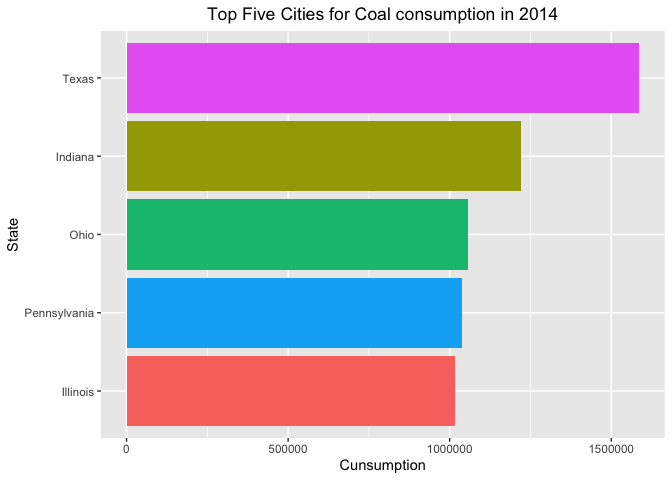 Top Five Cities for Coal consumption in 2014
State
Texas
Indiana
Ohio
Pennsylvania
Illinois
0 500000 1000000 1500000
Cunsumption